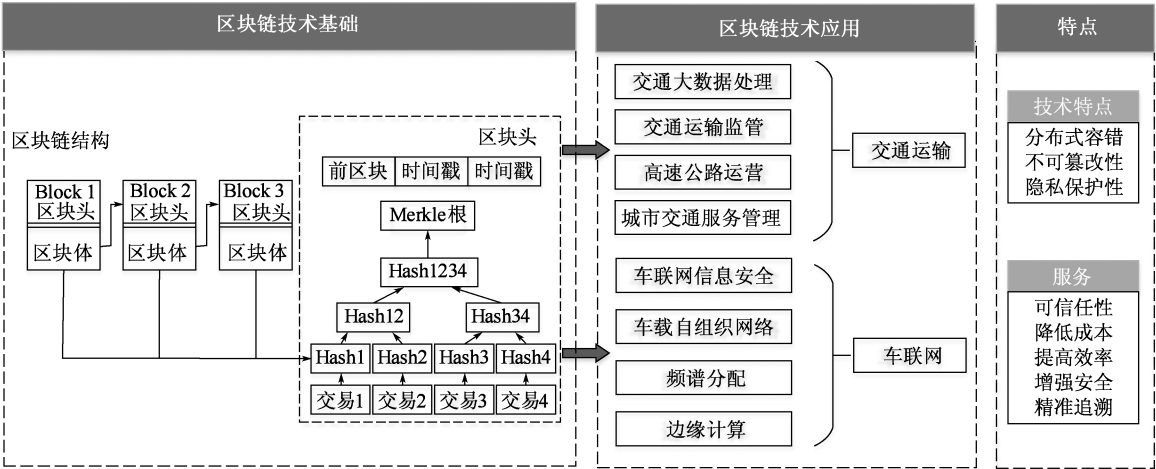 区块链技术基础
区块链结构
Block 1
区块头
区块体
Block 2
区块头
区块体
Block 3
区块头
区块体
区块头
前区块 时间戳 时间戳
Merkle根
Hash1234
Hash12 Hash34
Hash1 Hash2 Hash3 Hash4
交易1 交易2 交易3 交易4
区块链技术应用
交通大数据处理
交通运输监管
高速公路运营
城市交通服务管理
交通运输
车联网信息安全
车载自组织网络
频谱分配
边缘计算
车联网
特点
技术特点
分布式容错
不可篡改性
隐私保护性
服务
可信任性
降低成本
提高效率
增强安全
精准追溯